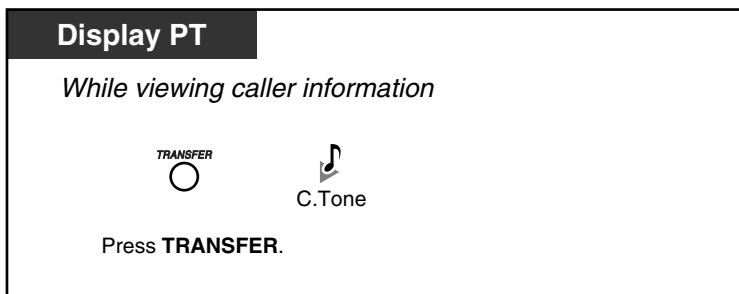 Display PT
While viewing caller information
TRANSFER
C.Tone
Press TRANSFER.